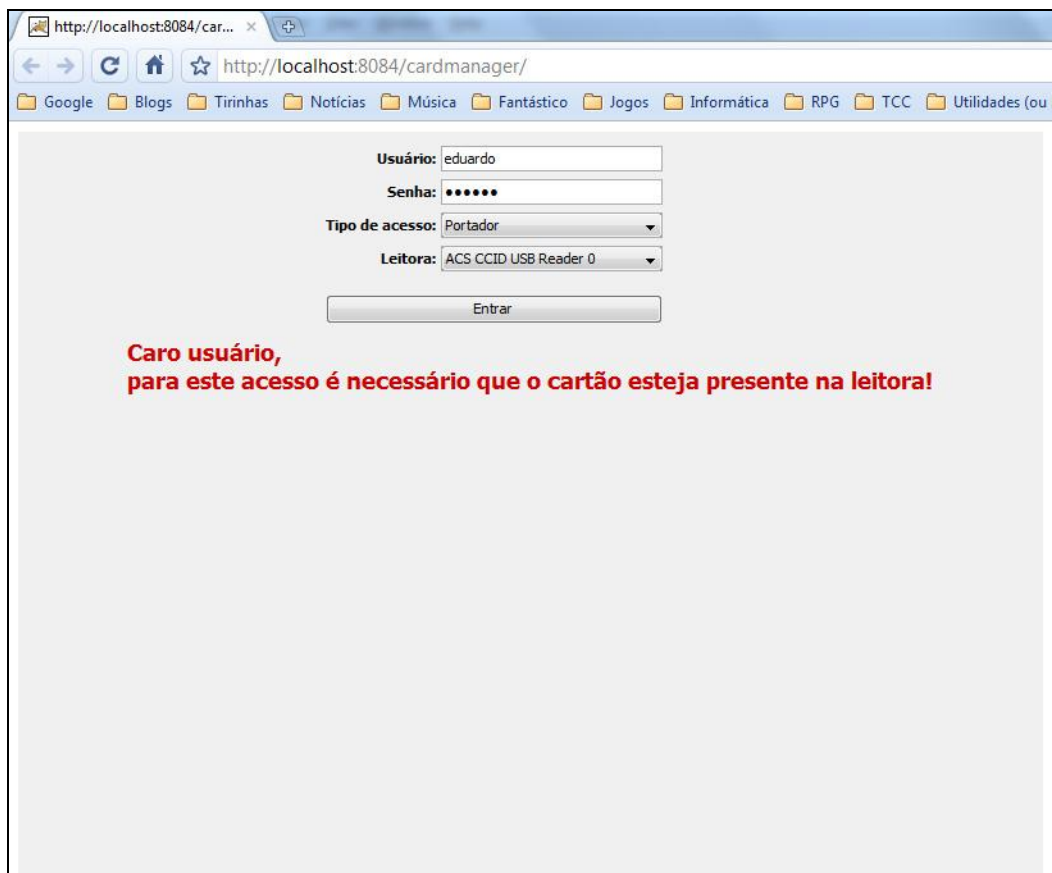 http://localhost:8084/car...
http://localhost:8084/cardmanager/
Google Blogs Tirinhas Notícias Música Fantástico Jogos Informática RPG TCC Utilidades (ou
Usuário: eduardo
Senha: ••••••
Tipo de acesso: Portador
Leitora: ACS CCID USB Reader 0
Entrar
Caro usuário,
para este acesso é necessário que o cartão esteja presente na leitora!